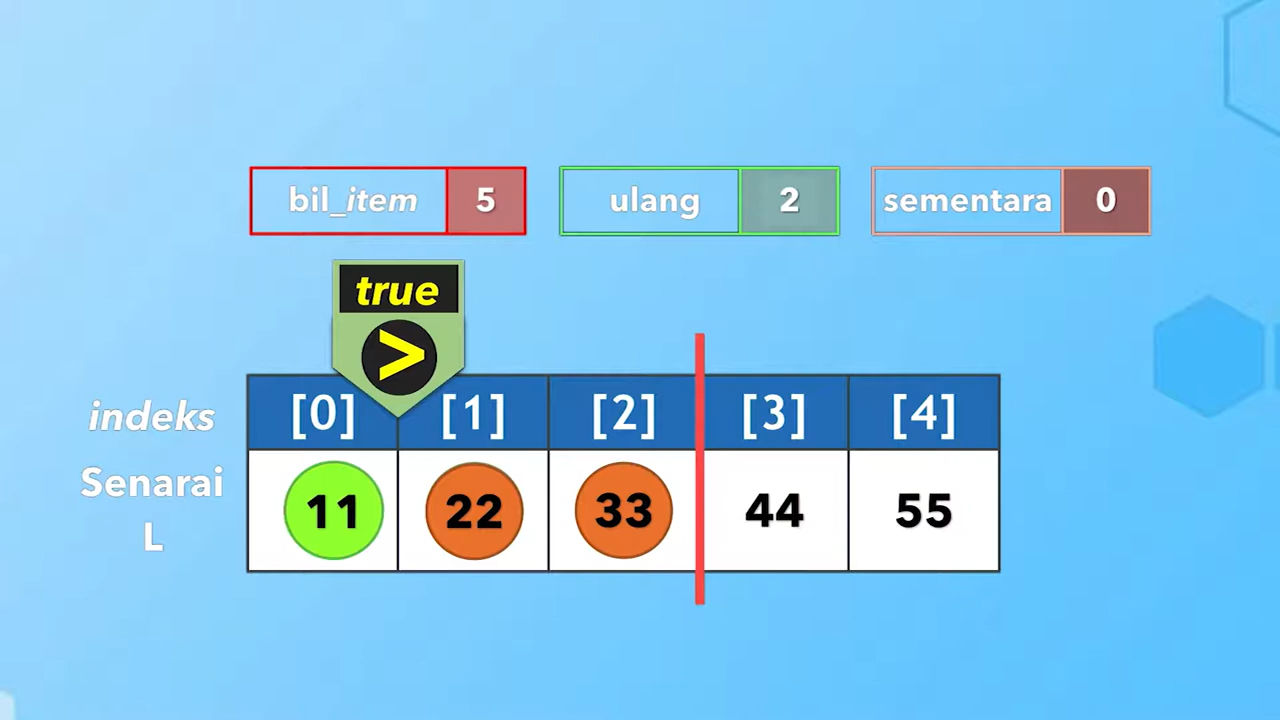 bil_item 5 ulang 2 sementara 0
true
>
indeks [0] [1] [2] [3] [4]
Senarai L 11 22 33 44 55